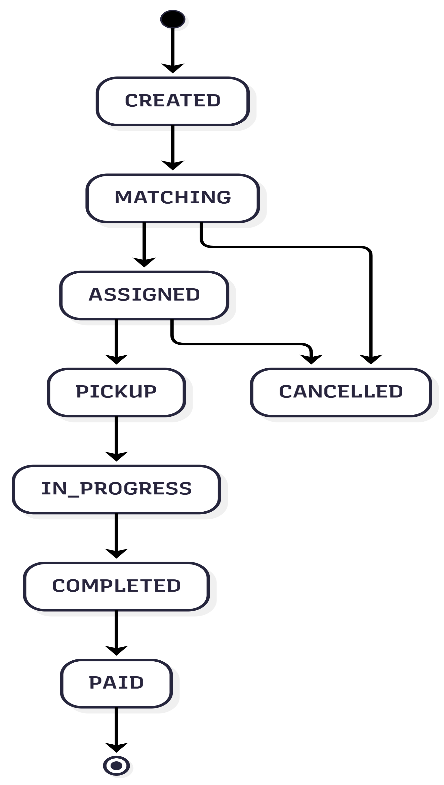 CREATED
MATCHING
ASSIGNED
PICKUP
CANCELLED
IN_PROGRESS
COMPLETED
PAID